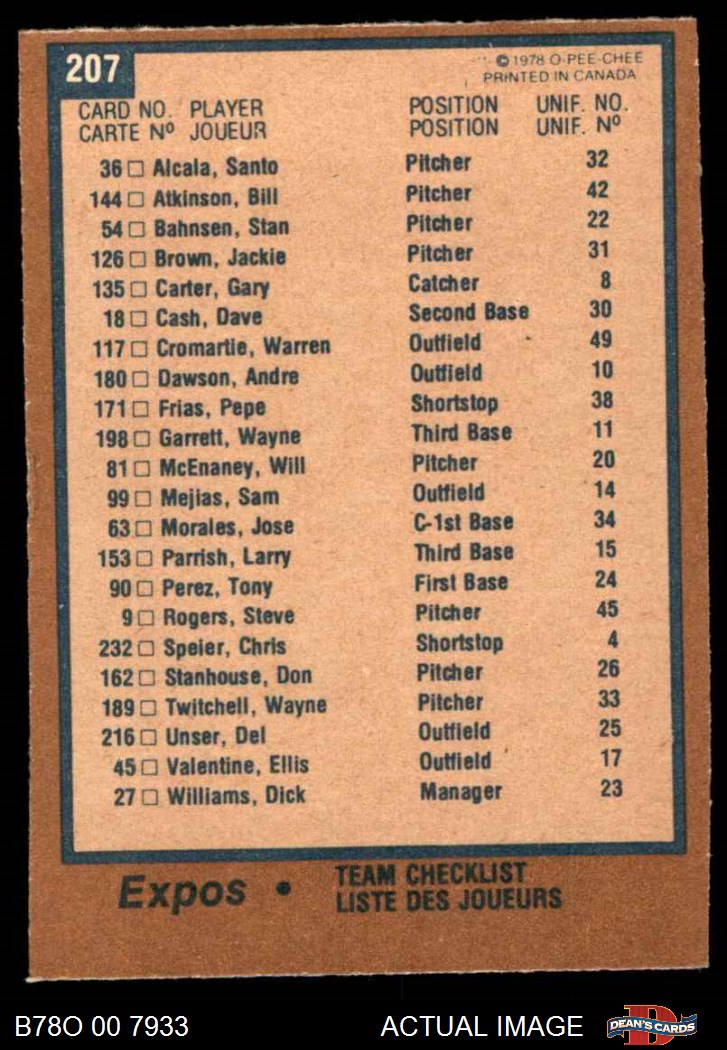 207
© 1978 O-PEE-CHEE
PRINTED IN CANADA
CARD NO. PLAYER POSITION UNIF. NO.
CARTE Nº JOUEUR POSITION UNIF. Nº
36 □ Alcala, Santo Pitcher 32
144 □ Atkinson, Bill Pitcher 42
54 □ Bahnsen, Stan Pitcher 22
126 □ Brown, Jackie Pitcher 31
135 □ Carter, Gary Catcher 8
18 □ Cash, Dave Second Base 30
117 □ Cromartie, Warren Outfield 49
180 □ Dawson, Andre Outfield 10
171 □ Frias, Pepe Shortstop 38
198 □ Garrett, Wayne Third Base 11
81 □ McEnaney, Will Pitcher 20
99 □ Mejias, Sam Outfield 14
63 □ Morales, Jose C-1st Base 34
153 □ Parrish, Larry Third Base 15
90 □ Perez, Tony First Base 24
9 □ Rogers, Steve Pitcher 45
232 □ Speier, Chris Shortstop 4
162 □ Stanhouse, Don Pitcher 26
189 □ Twitchell, Wayne Pitcher 33
216 □ Unser, Del Outfield 25
45 □ Valentine, Ellis Outfield 17
27 □ Williams, Dick Manager 23
Expos • TEAM CHECKLIST
LISTE DES JOUEURS
B78O 00 7933 ACTUAL IMAGE D DEAN'S CARDS